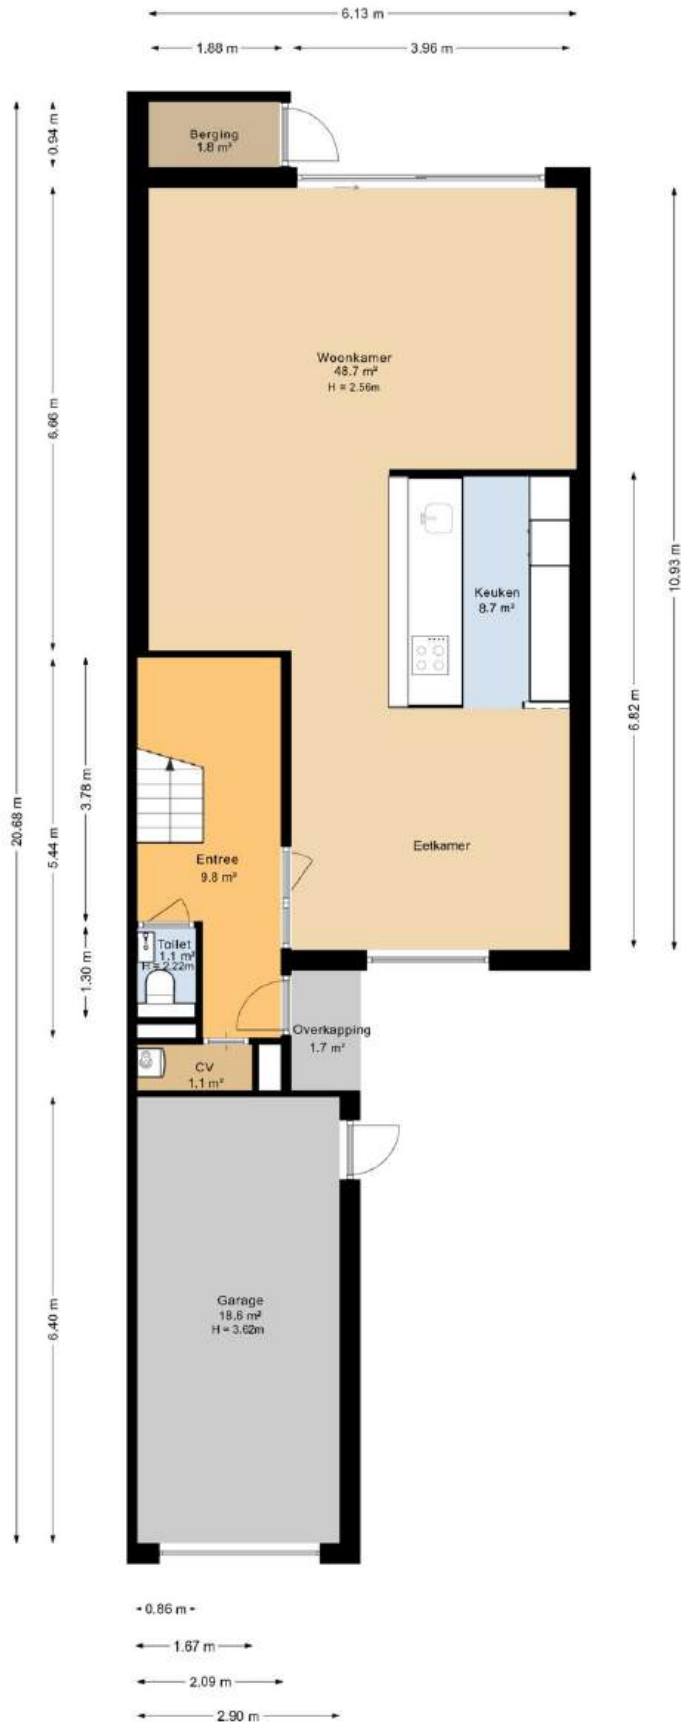 6.13 m
1.88 m
3.96 m
0.94 m
Berging
1.8 m²
Woonkamer
48.7 m²
H = 2.56m
6.66 m
10.93 m
Keuken
8.7 m²
6.82 m
20.68 m
3.78 m
5.44 m
Eetkamer
Entree
9.8 m²
Toilet
1.1 m²
H = 2.22m
1.30 m
Overkapping
1.7 m²
CV
1.1 m²
Garage
18.6 m²
H = 3.62m
6.40 m
0.86 m
1.67 m
2.09 m
2.90 m